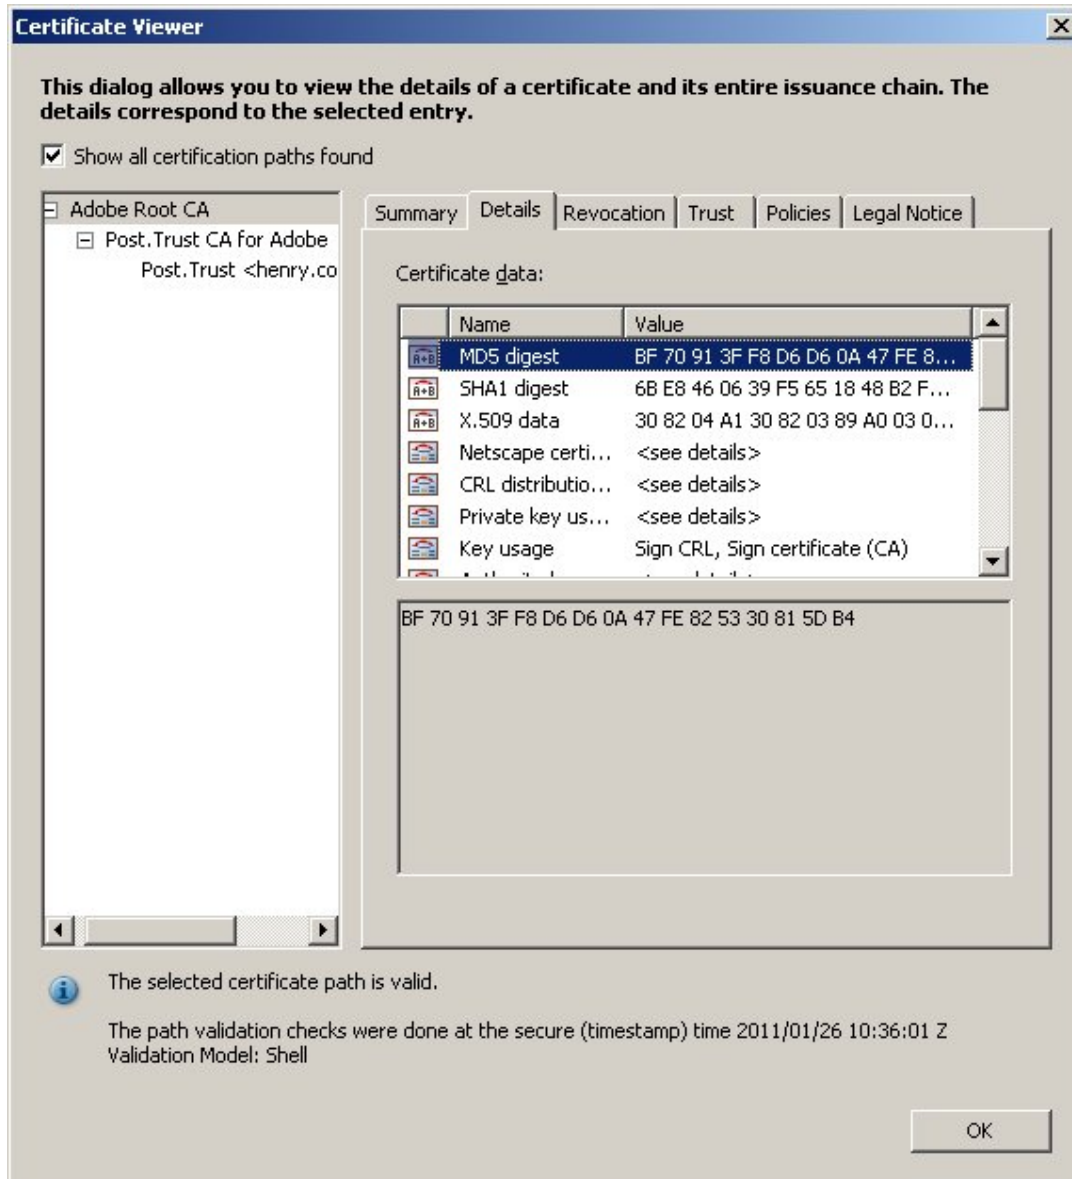 Certificate Viewer
This dialog allows you to view the details of a certificate and its entire issuance chain. The
details correspond to the selected entry.
Show all certification paths found
Adobe Root CA
Post.Trust CA for Adobe
Post.Trust <henry.co
Summary Details Revocation Trust Policies Legal Notice
Certificate data:
Name Value
MD5 digest BF 70 91 3F F8 D6 D6 0A 47 FE 8...
SHA1 digest 6B E8 46 06 39 F5 65 18 48 B2 F...
X.509 data 30 82 04 A1 30 82 03 89 A0 03 0...
Netscape certi... <see details>
CRL distributio... <see details>
Private key us... <see details>
Key usage Sign CRL, Sign certificate (CA)
BF 70 91 3F F8 D6 D6 0A 47 FE 82 53 30 81 5D B4
The selected certificate path is valid.
The path validation checks were done at the secure (timestamp) time 2011/01/26 10:36:01 Z
Validation Model: Shell
OK